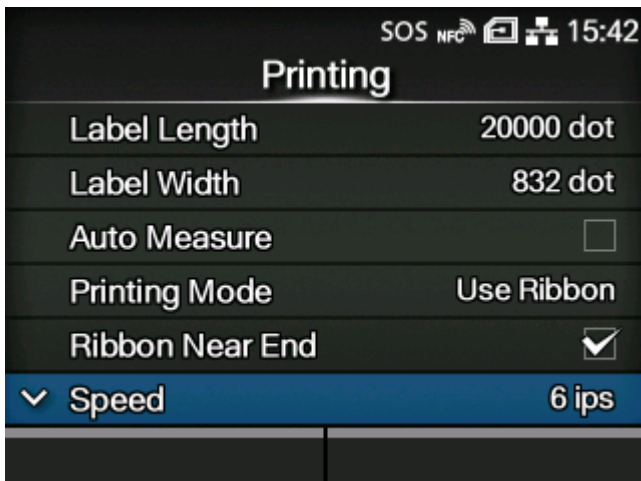 SOS NFC 15:42
Printing
Label Length 20000 dot
Label Width 832 dot
Auto Measure
Printing Mode Use Ribbon
Ribbon Near End
Speed 6 ips